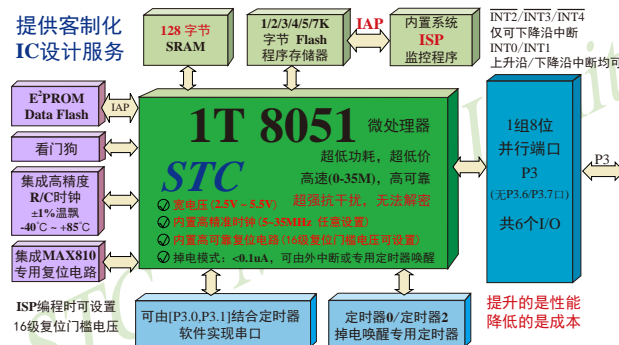 提供客制化
IC设计服务
128 字节
SRAM
1/2/3/4/5/7K
字节 Flash
程序存储器
IAP
内置系统
ISP
监控程序
INT2/INT3/INT4
仅可下降沿中断
INT0/INT1
上升沿/下降沿中断均可
E²PROM
Data Flash
IAP
看门狗
集成高精度
R/C时钟
±1%温飘
-40℃ ~ +85℃
集成MAX810
专用复位电路
1T 8051 微处理器
STC
超低功耗，超低价
高速(0-35M)，高可靠
超强抗干扰，无法解密
宽电压(2.5V ~ 5.5V)
内置高精准时钟(5-35MHz 任意设置)
内置高可靠复位电路(16级复位门槛电压可设置)
掉电模式：<0.1uA，可由外中断或专用定时器唤醒
1组8位
并行端口
P3
(无P3.6/P3.7口)
共6个I/O
P3
ISP编程时可设置
16级复位门槛电压
可由[P3.0,P3.1]结合定时器
软件实现串口
定时器0/定时器2
掉电唤醒专用定时器
提升的是性能
降低的是成本